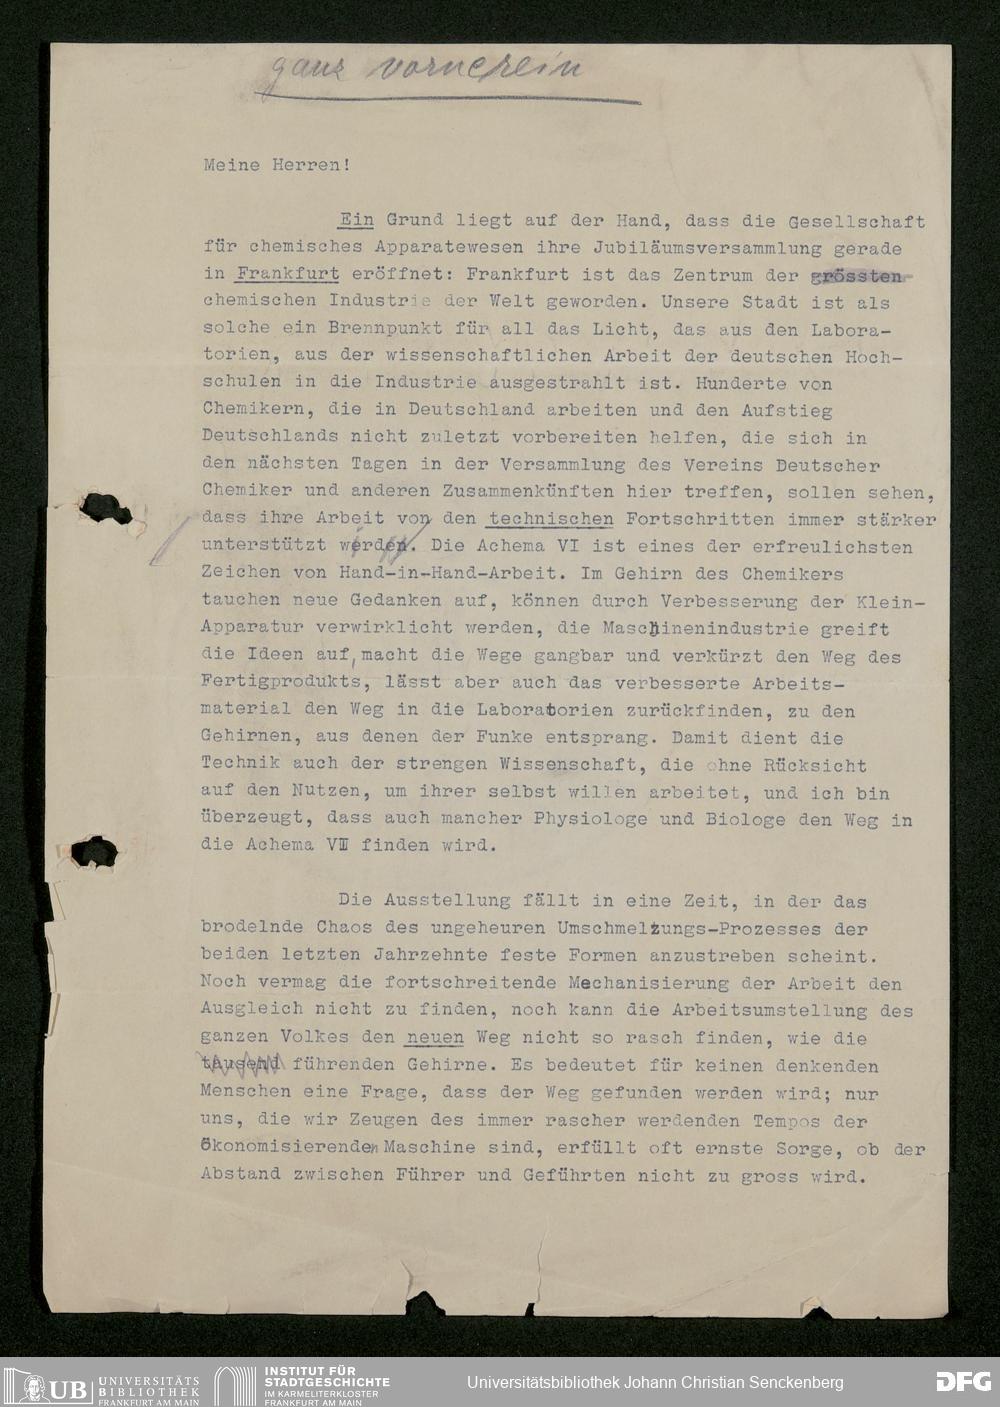 ganz vornerein
Meine Herren!
Ein Grund liegt auf der Hand, dass die Gesellschaft
für chemisches Apparatewesen ihre Jubiläumsversammlung gerade
in Frankfurt eröffnet: Frankfurt ist das Zentrum der grössten
chemischen Industrie der Welt geworden. Unsere Stadt ist als
solche ein Brennpunkt für all das Licht, das aus den Labora-
torien, aus der wissenschaftlichen Arbeit der deutschen Hoch-
schulen in die Industrie ausgestrahlt ist. Hunderte von
Chemikern, die in Deutschland arbeiten und den Aufstieg
Deutschlands nicht zuletzt vorbereiten helfen, die sich in
den nächsten Tagen in der Versammlung des Vereins Deutscher
Chemiker und anderen Zusammenkünften hier treffen, sollen sehen,
dass ihre Arbeit von den technischen Fortschritten immer stärker
unterstützt werden. Die Achema VI ist eines der erfreulichsten
Zeichen von Hand-in-Hand-Arbeit. Im Gehirn des Chemikers
tauchen neue Gedanken auf, können durch Verbesserung der Klein-
Apparatur verwirklicht werden, die Maschinenindustrie greift
die Ideen auf, macht die Wege gangbar und verkürzt den Weg des
Fertigprodukts, lässt aber auch das verbesserte Arbeits-
material den Weg in die Laboratorien zurückfinden, zu den
Gehirnen, aus denen der Funke entsprang. Damit dient die
Technik auch der strengen Wissenschaft, die ohne Rücksicht
auf den Nutzen, um ihrer selbst willen arbeitet, und ich bin
überzeugt, dass auch mancher Physiologe und Biologe den Weg in
die Achema VII finden wird.
Die Ausstellung fällt in eine Zeit, in der das
brodelnde Chaos des ungeheuren Umschmelzungs-Prozesses der
beiden letzten Jahrzehnte feste Formen anzustreben scheint.
Noch vermag die fortschreitende Mechanisierung der Arbeit den
Ausgleich nicht zu finden, noch kann die Arbeitsumstellung des
ganzen Volkes den neuen Weg nicht so rasch finden, wie die
tausend führenden Gehirne. Es bedeutet für keinen denkenden
Menschen eine Frage, dass der Weg gefunden werden wird; nur
uns, die wir Zeugen des immer rascher werdenden Tempos der
ökonomisierenden Maschine sind, erfüllt oft ernste Sorge, ob der
Abstand zwischen Führer und Geführten nicht zu gross wird.
UB UNIVERSITÄTS
BIBLIOTHEK
FRANKFURT AM MAIN
INSTITUT FÜR
STADTGESCHICHTE
IM KARMELITERKLOSTER
FRANKFURT AM MAIN
Universitätsbibliothek Johann Christian Senckenberg
DFG